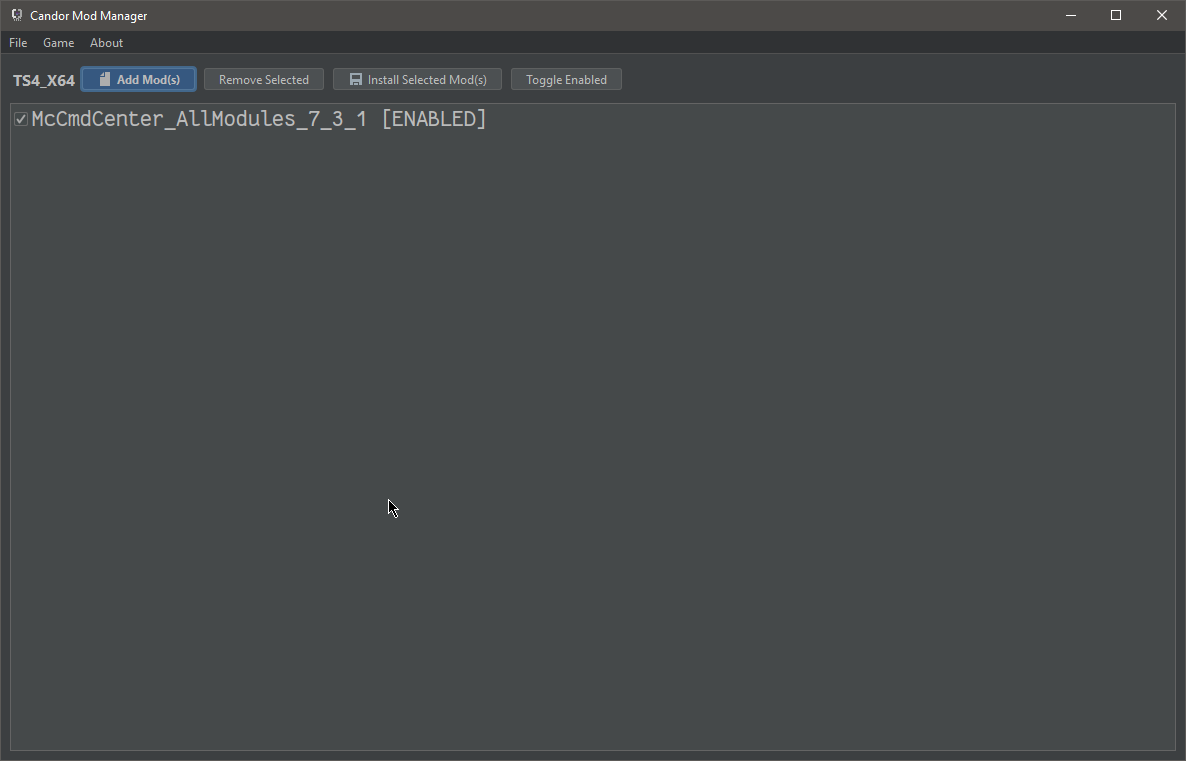 Candor Mod Manager
File Game About
TS4_X64 Add Mod(s) Remove Selected Install Selected Mod(s) Toggle Enabled
McCmdCenter_AllModules_7_3_1 [ENABLED]